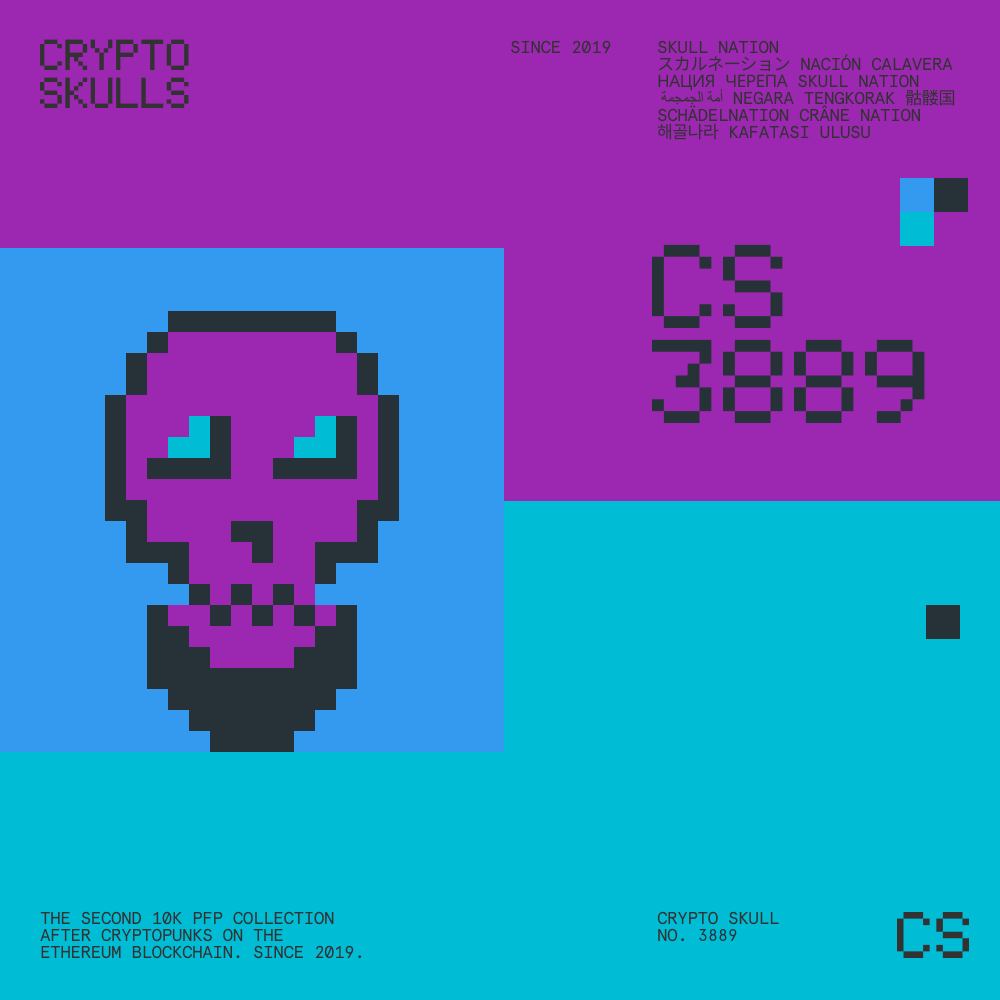 CRYPTO
SKULLS
SINCE 2019
SKULL NATION
スカルネーション NACIÓN CALAVERA
НАЦИЯ ЧЕРЕПА SKULL NATION
أمة الجمجمة NEGARA TENGKORAK 骷髅国
SCHÄDELNATION CRÂNE NATION
해골나라 KAFATASI ULUSU
CS
3889
THE SECOND 10K PFP COLLECTION
AFTER CRYPTOPUNKS ON THE
ETHEREUM BLOCKCHAIN. SINCE 2019.
CRYPTO SKULL
NO. 3889
CS